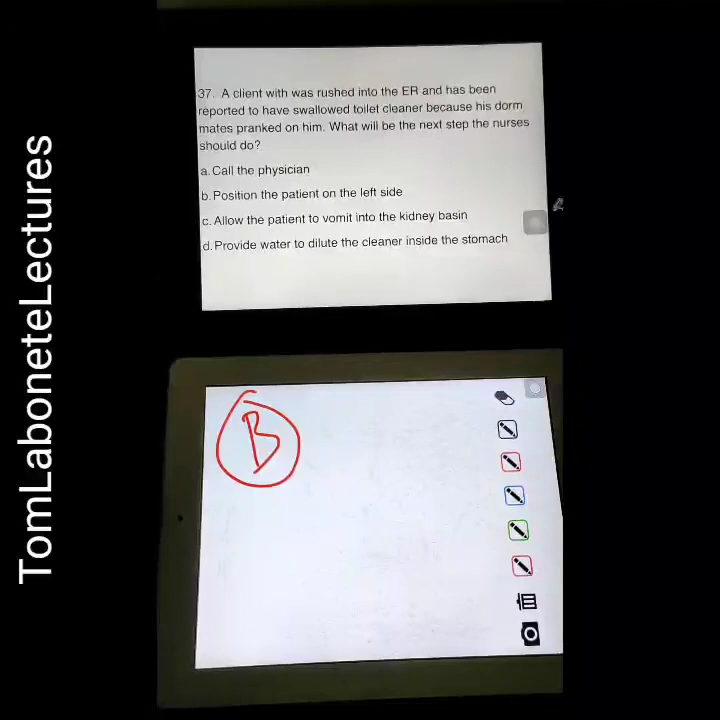 TomLaboneteLectures
37. A client with was rushed into the ER and has been
reported to have swallowed toilet cleaner because his dorm
mates pranked on him. What will be the next step the nurses
should do?
a. Call the physician
b. Position the patient on the left side
c. Allow the patient to vomit into the kidney basin
d. Provide water to dilute the cleaner inside the stomach
B